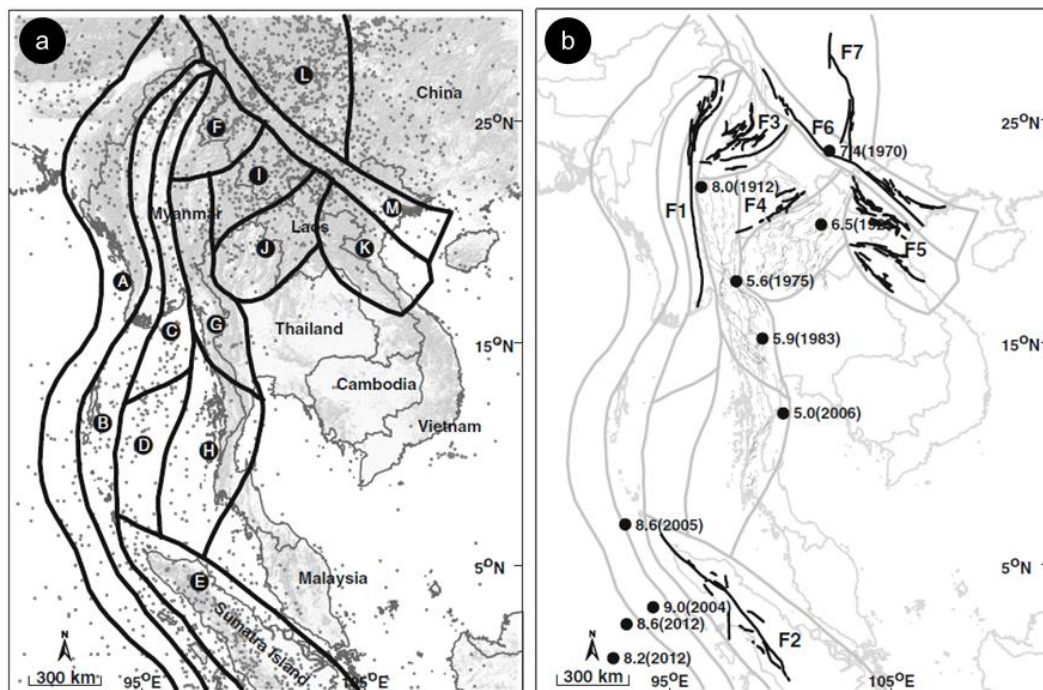 a
L
China
F
25°N
I
M
Myanmar
Laos
J
K
A
G
C
Thailand
15°N
Cambodia
B
D
Vietnam
H
5°N
E
Malaysia
Sumatra Island
N
300 km
95°E
105°E
b
F7
F3
25°N
F6
7.4(1970)
8.0(1912)
F4
F1
6.5(19
F5
5.6(1975)
5.9(1983)
15°N
5.0(2006)
8.6(2005)
5°N
9.0(2004)
8.6(2012)
F2
8.2(2012)
N
300 km
95°E
105°E